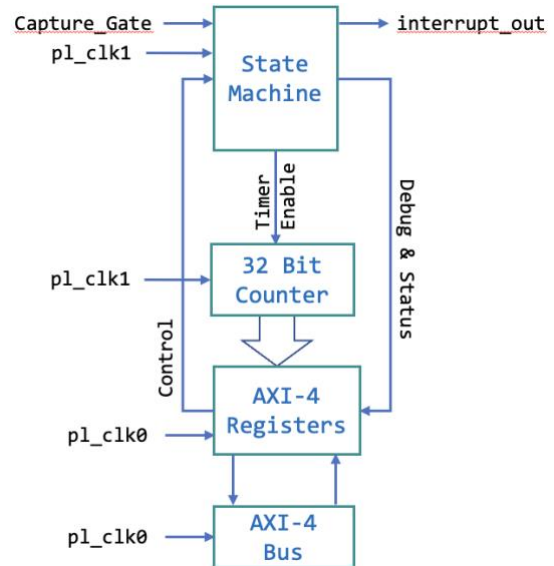 Capture_Gate
interrupt_out
pl_clk1
State
Machine
Timer
Enable
Debug & Status
pl_clk1
32 Bit
Counter
Control
AXI-4
Registers
pl_clk0
pl_clk0
AXI-4
Bus